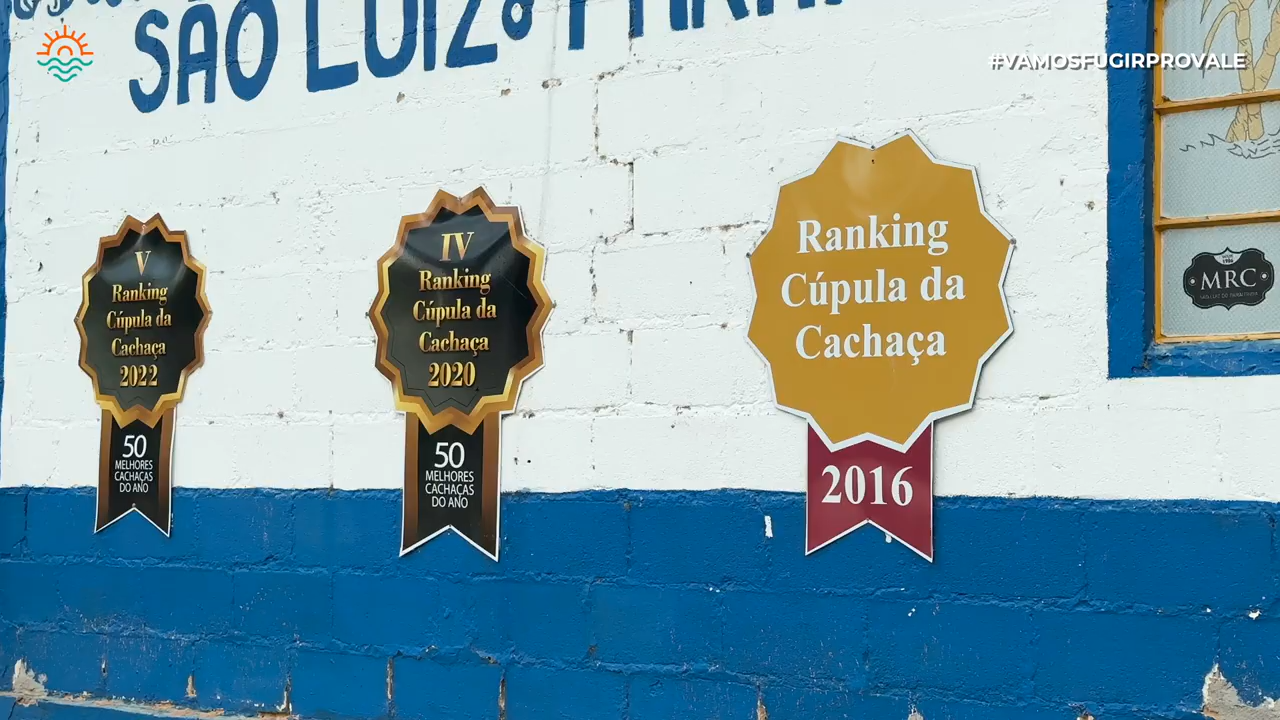 SÃO LUIZ do
#VAMOSFUGIRPROVALE
V
Ranking
Cúpula da
Cachaça
2022
50
MELHORES
CACHAÇAS
DO ANO
IV
Ranking
Cúpula da
Cachaça
2020
50
MELHORES
CACHAÇAS
DO ANO
Ranking
Cúpula da
Cachaça
2016
MRC